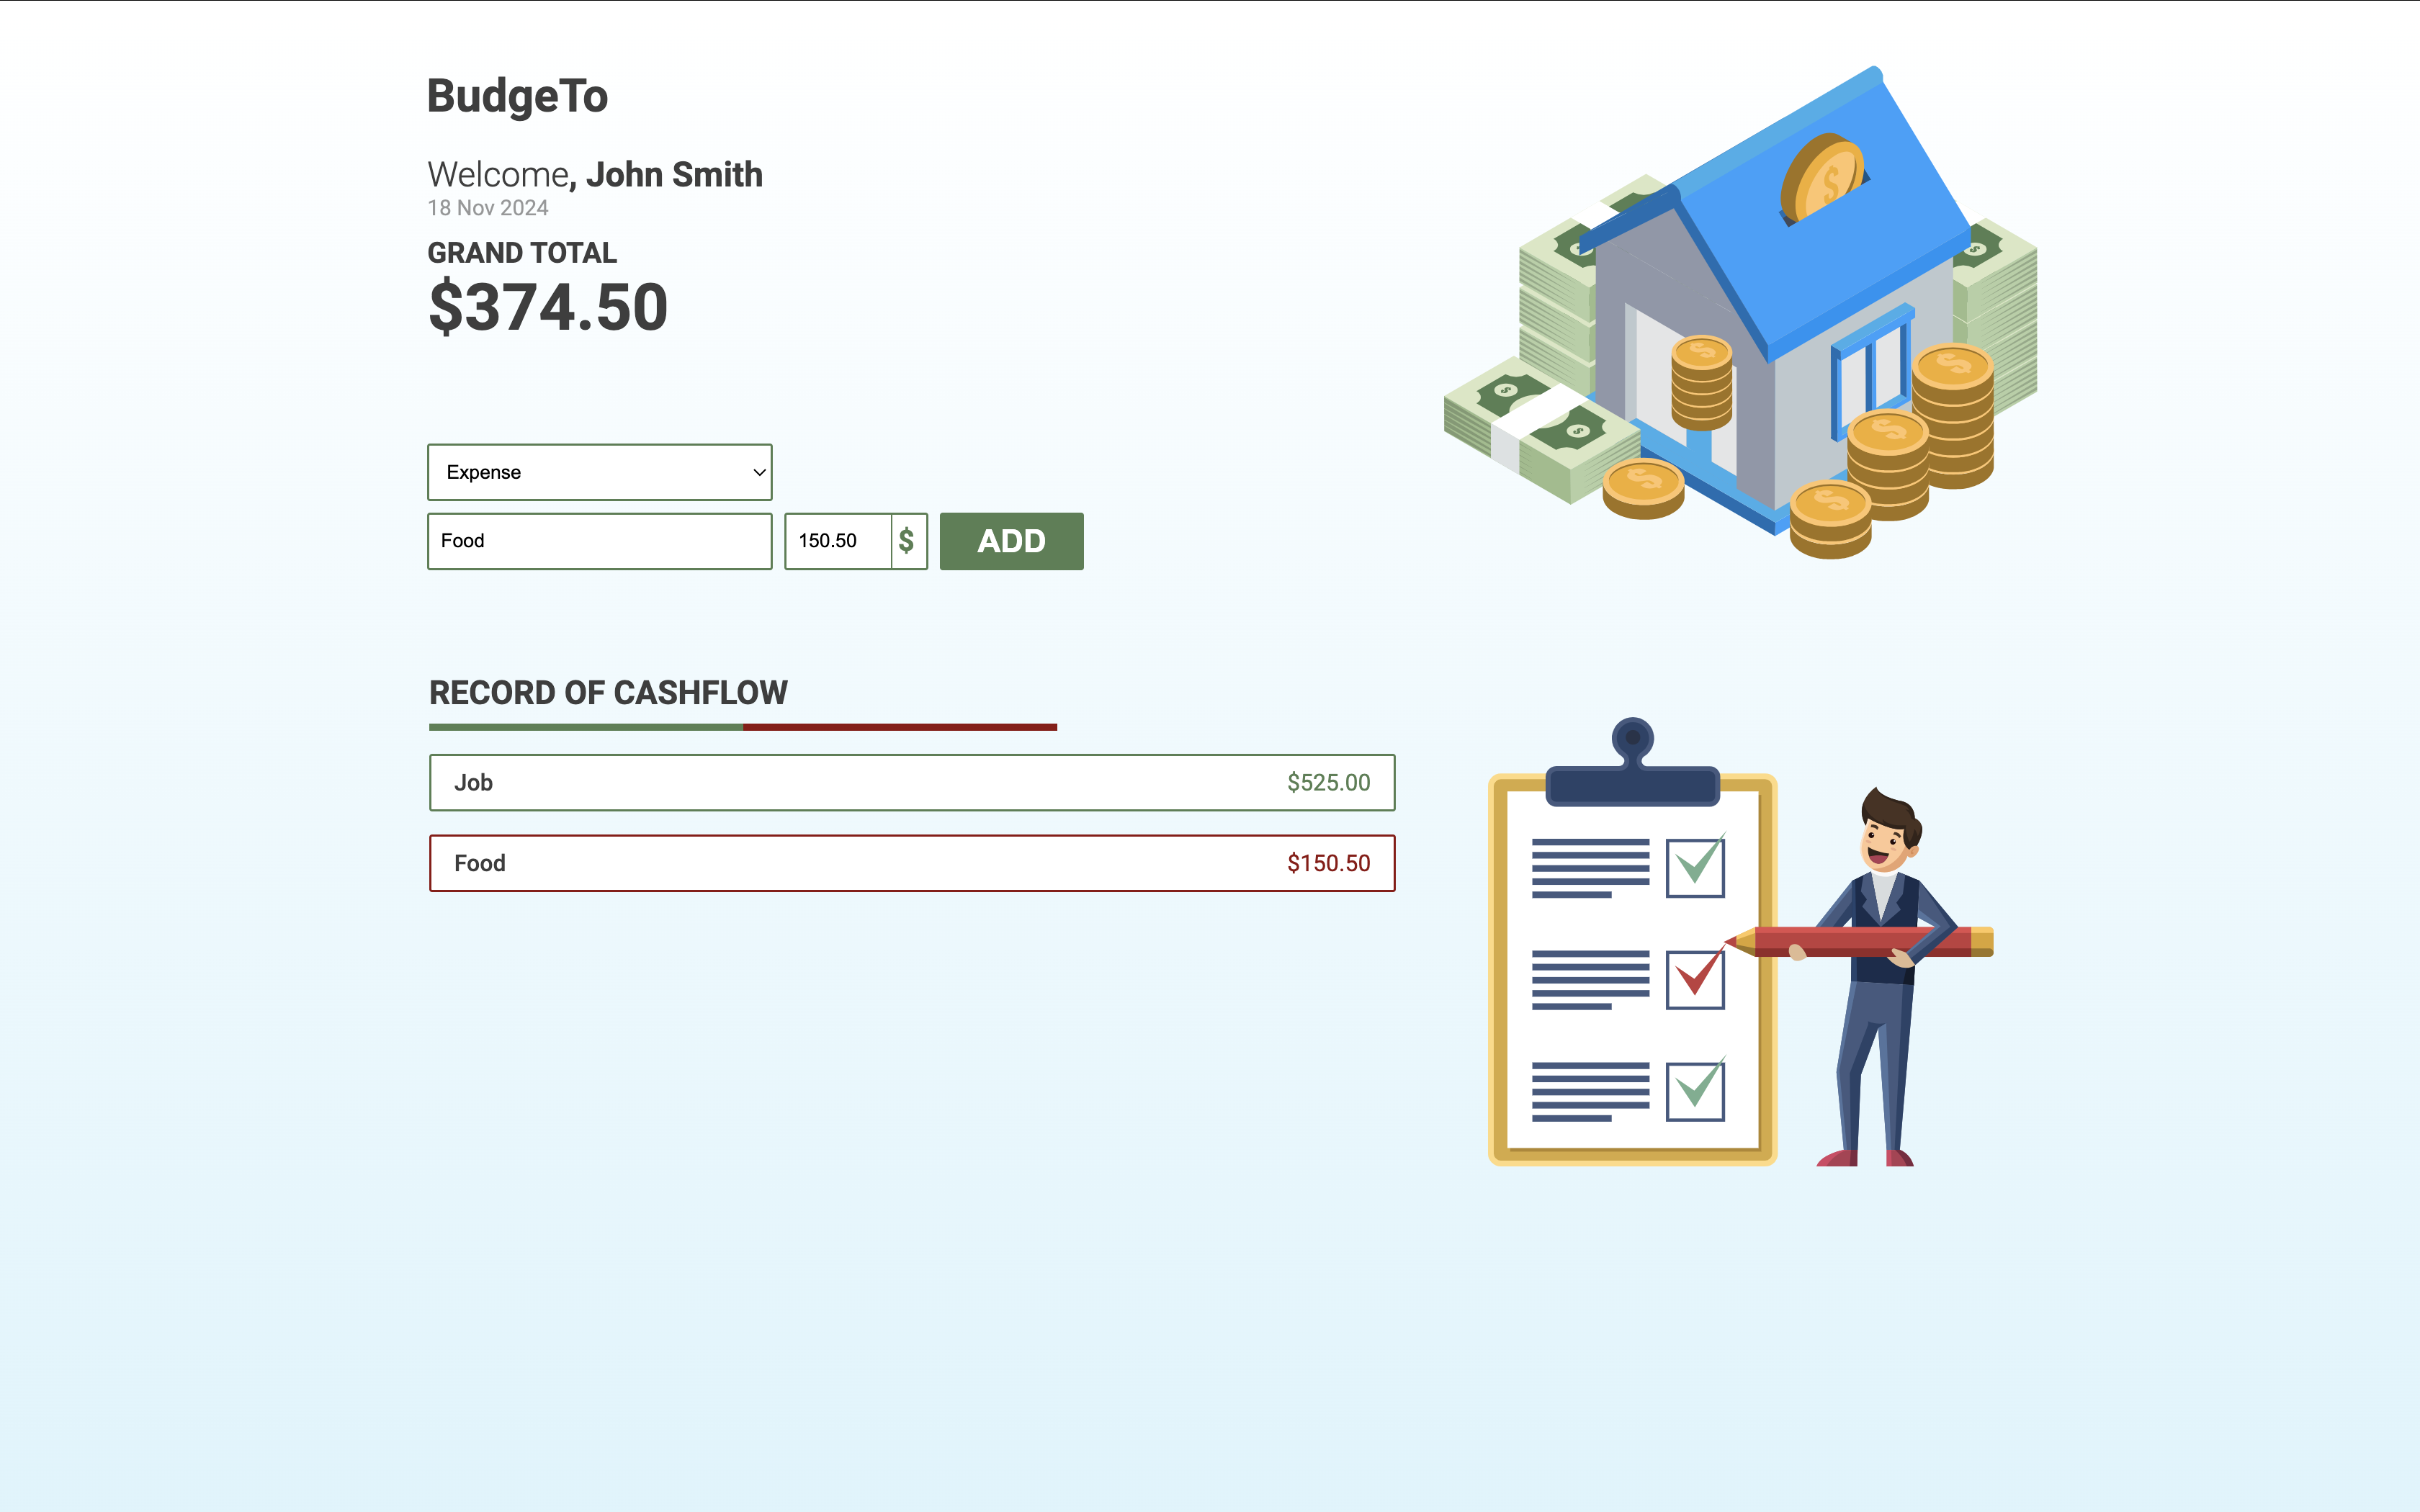 BudgeTo
Welcome, John Smith
18 Nov 2024
GRAND TOTAL
$374.50
Expense
Food
150.50 $
ADD
RECORD OF CASHFLOW
Job $525.00
Food $150.50